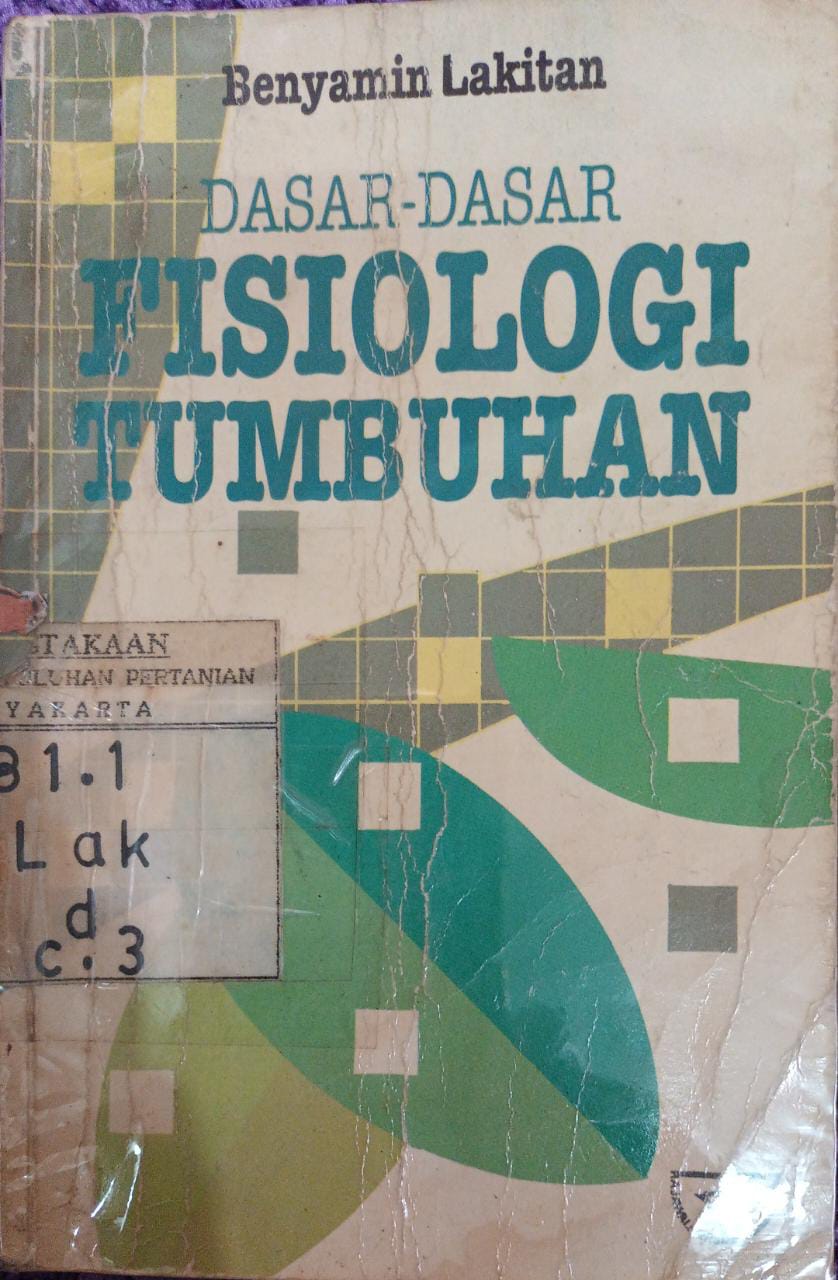 Benyamin Lakitan
DASAR-DASAR
FISIOLOGI
TUMBUHAN
STAKAAN
LUHAN PERTANIAN
YAKARTA
81.1
Lak
d
c.3